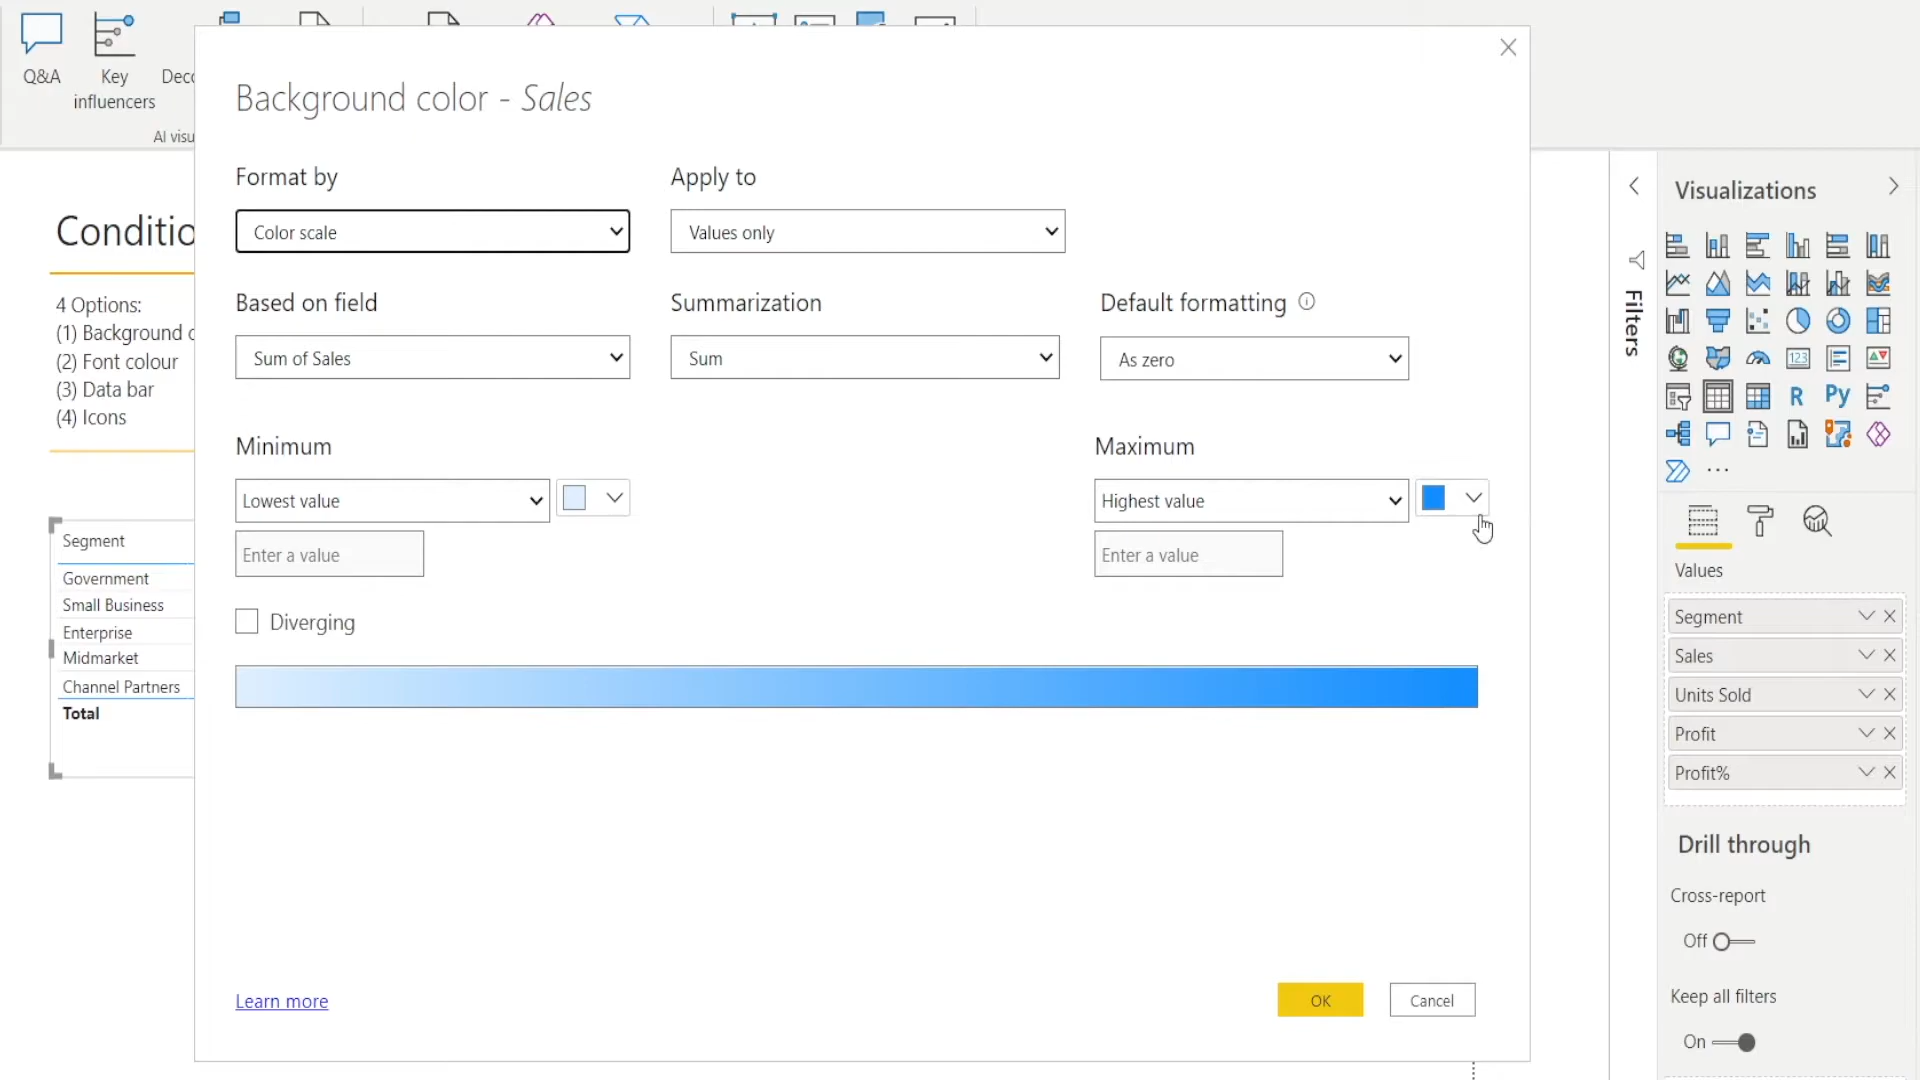 Q&A
Key
influencers
AI visu
Background color - Sales
Format by
Apply to
Color scale
Values only
Based on field
Summarization
Default formatting
Sum of Sales
Sum
As zero
Minimum
Maximum
Lowest value
Highest value
Enter a value
Enter a value
Diverging
Learn more
OK
Cancel
Conditio
4 Options:
(1) Background c
(2) Font colour
(3) Data bar
(4) Icons
Segment
Government
Small Business
Enterprise
Midmarket
Channel Partners
Total
Filters
Visualizations
123
R
Py
Values
Segment
Sales
Units Sold
Profit
Profit%
Drill through
Cross-report
Off
Keep all filters
On